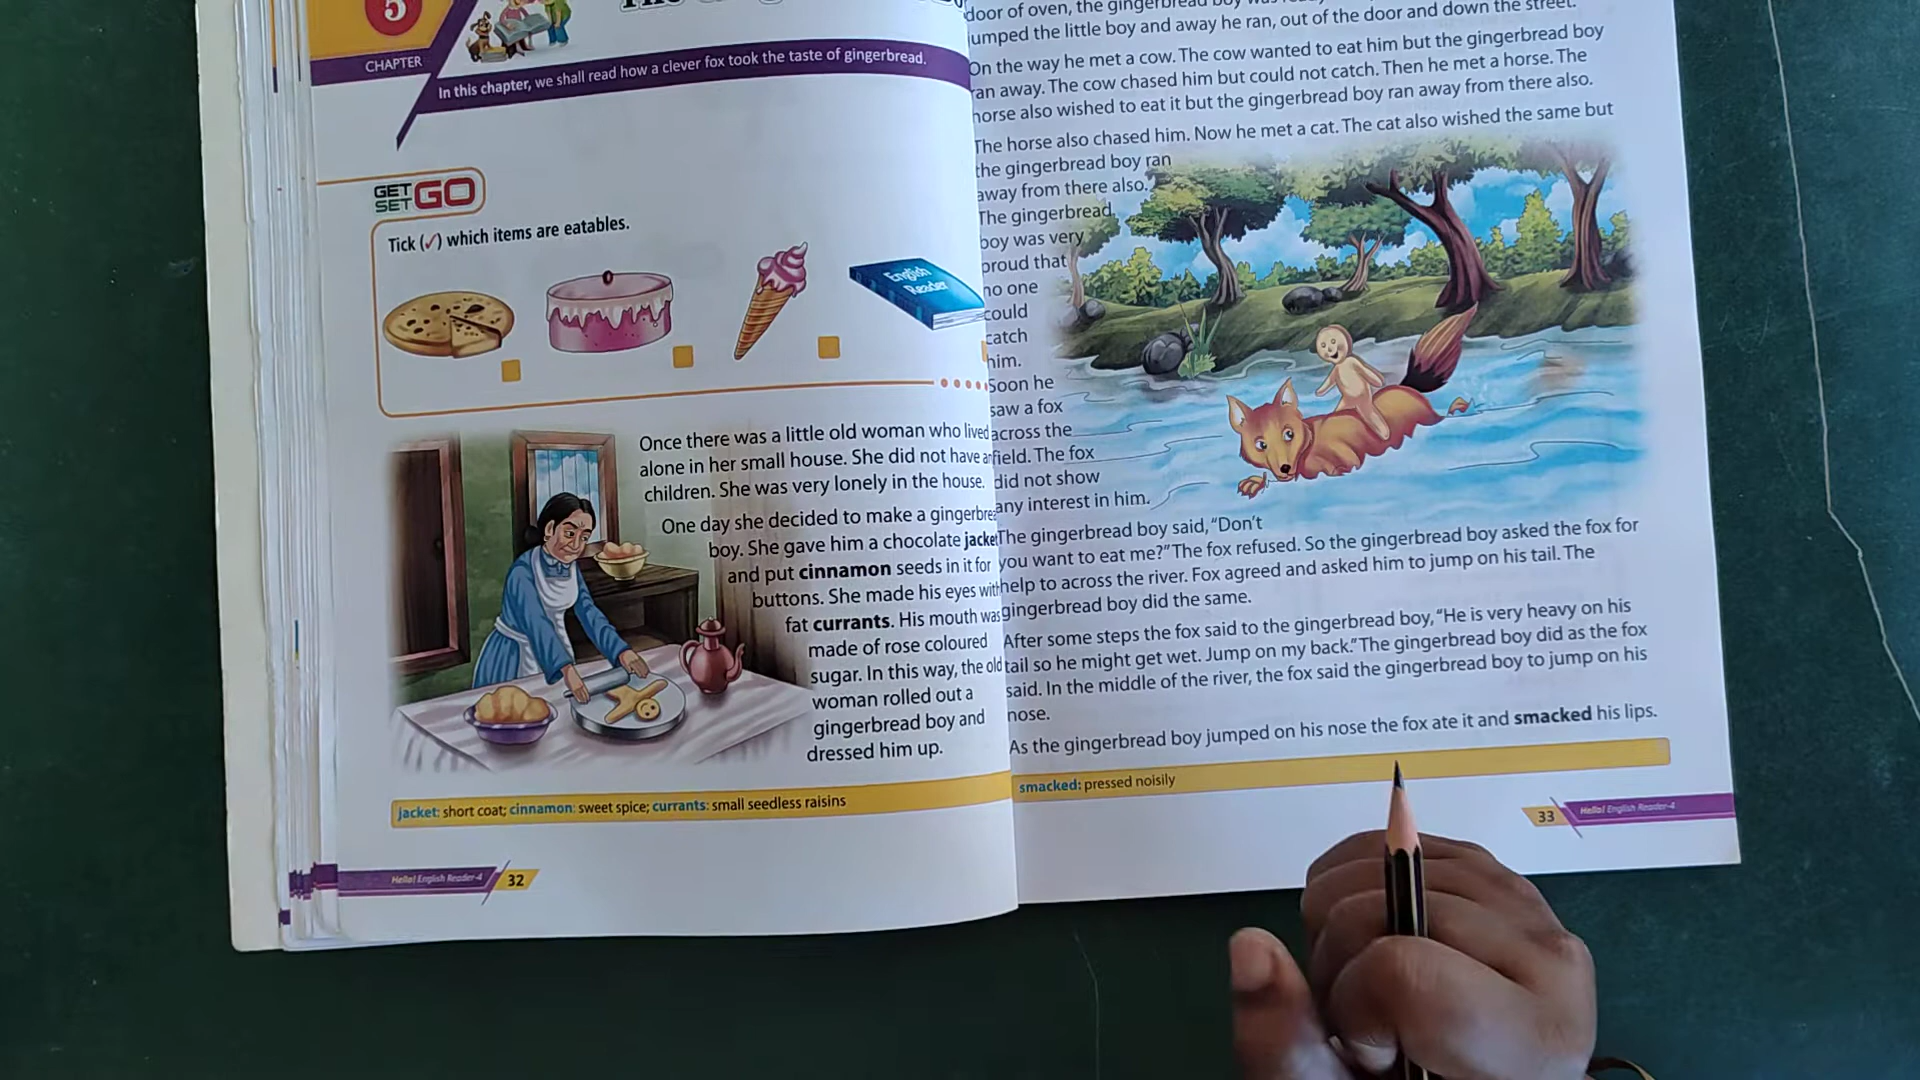 5
CHAPTER
In this chapter, we shall read how a clever fox took the taste of gingerbread.
GET
SET GO
Tick (✓) which items are eatables.
English
Reader
Once there was a little old woman who lived
alone in her small house. She did not have
children. She was very lonely in the house.
One day she decided to make a
boy. She gave him a chocolate jacket
and put cinnamon seeds in it for
buttons. She made his eyes with
fat currants. His mouth was
made of rose coloured
sugar. In this way, the old
woman rolled out a
gingerbread boy and
dressed him up.
jacket: short coat; cinnamon: sweet spice; currants: small seedless raisins
Hello! English Reader-4 32
door of oven, the gingerbread boy
jumped the little boy and away he ran, out of the door and down the street.
On the way he met a cow. The cow wanted to eat him but the gingerbread boy
ran away. The cow chased him but could not catch. Then he met a horse. The
horse also wished to eat it but the gingerbread boy ran away from there also.
The horse also chased him. Now he met a cat. The cat also wished the same but
the gingerbread boy ran
away from there also.
The gingerbread
boy was very
proud that
no one
could
catch
him.
Soon he
saw a fox
across the
field. The fox
did not show
any interest in him.
The gingerbread boy said, “Don't
you want to eat me?” The fox refused. So the gingerbread boy asked the fox for
help to across the river. Fox agreed and asked him to jump on his tail. The
gingerbread boy did the same.
After some steps the fox said to the gingerbread boy, “He is very heavy on his
tail so he might get wet. Jump on my back.” The gingerbread boy did as the fox
said. In the middle of the river, the fox said the gingerbread boy to jump on his
nose.
As the gingerbread boy jumped on his nose the fox ate it and smacked his lips.
smacked: pressed noisily
33 Hello! English Reader-4